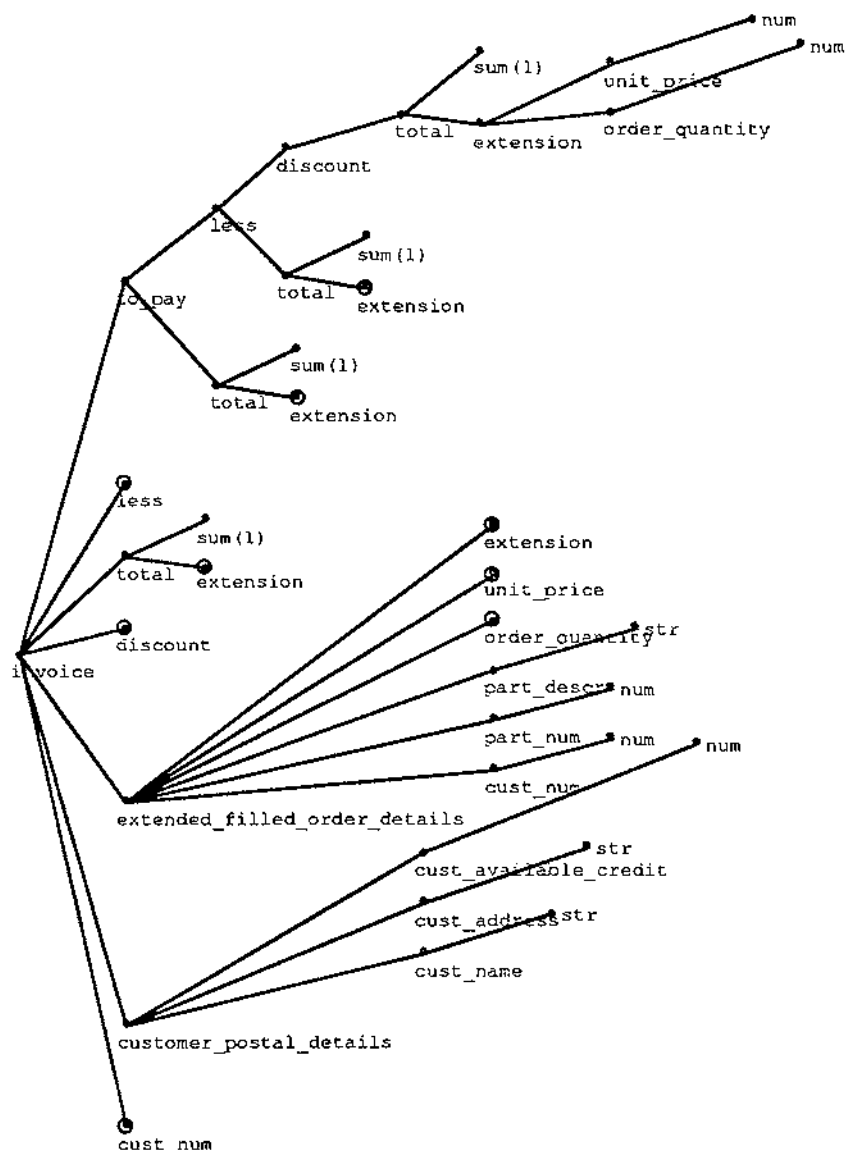 num
num
sum(1)
unit_price
total
extension
order_quantity
discount
less
sum(1)
total
extension
to_pay
sum(1)
total
extension
less
sum(1)
total
extension
discount
invoice
extension
unit_price
order_quantity
str
part_descr
num
part_num
num
cust_num
num
extended_filled_order_details
str
cust_available_credit
cust_address
str
cust_name
customer_postal_details
cust_num